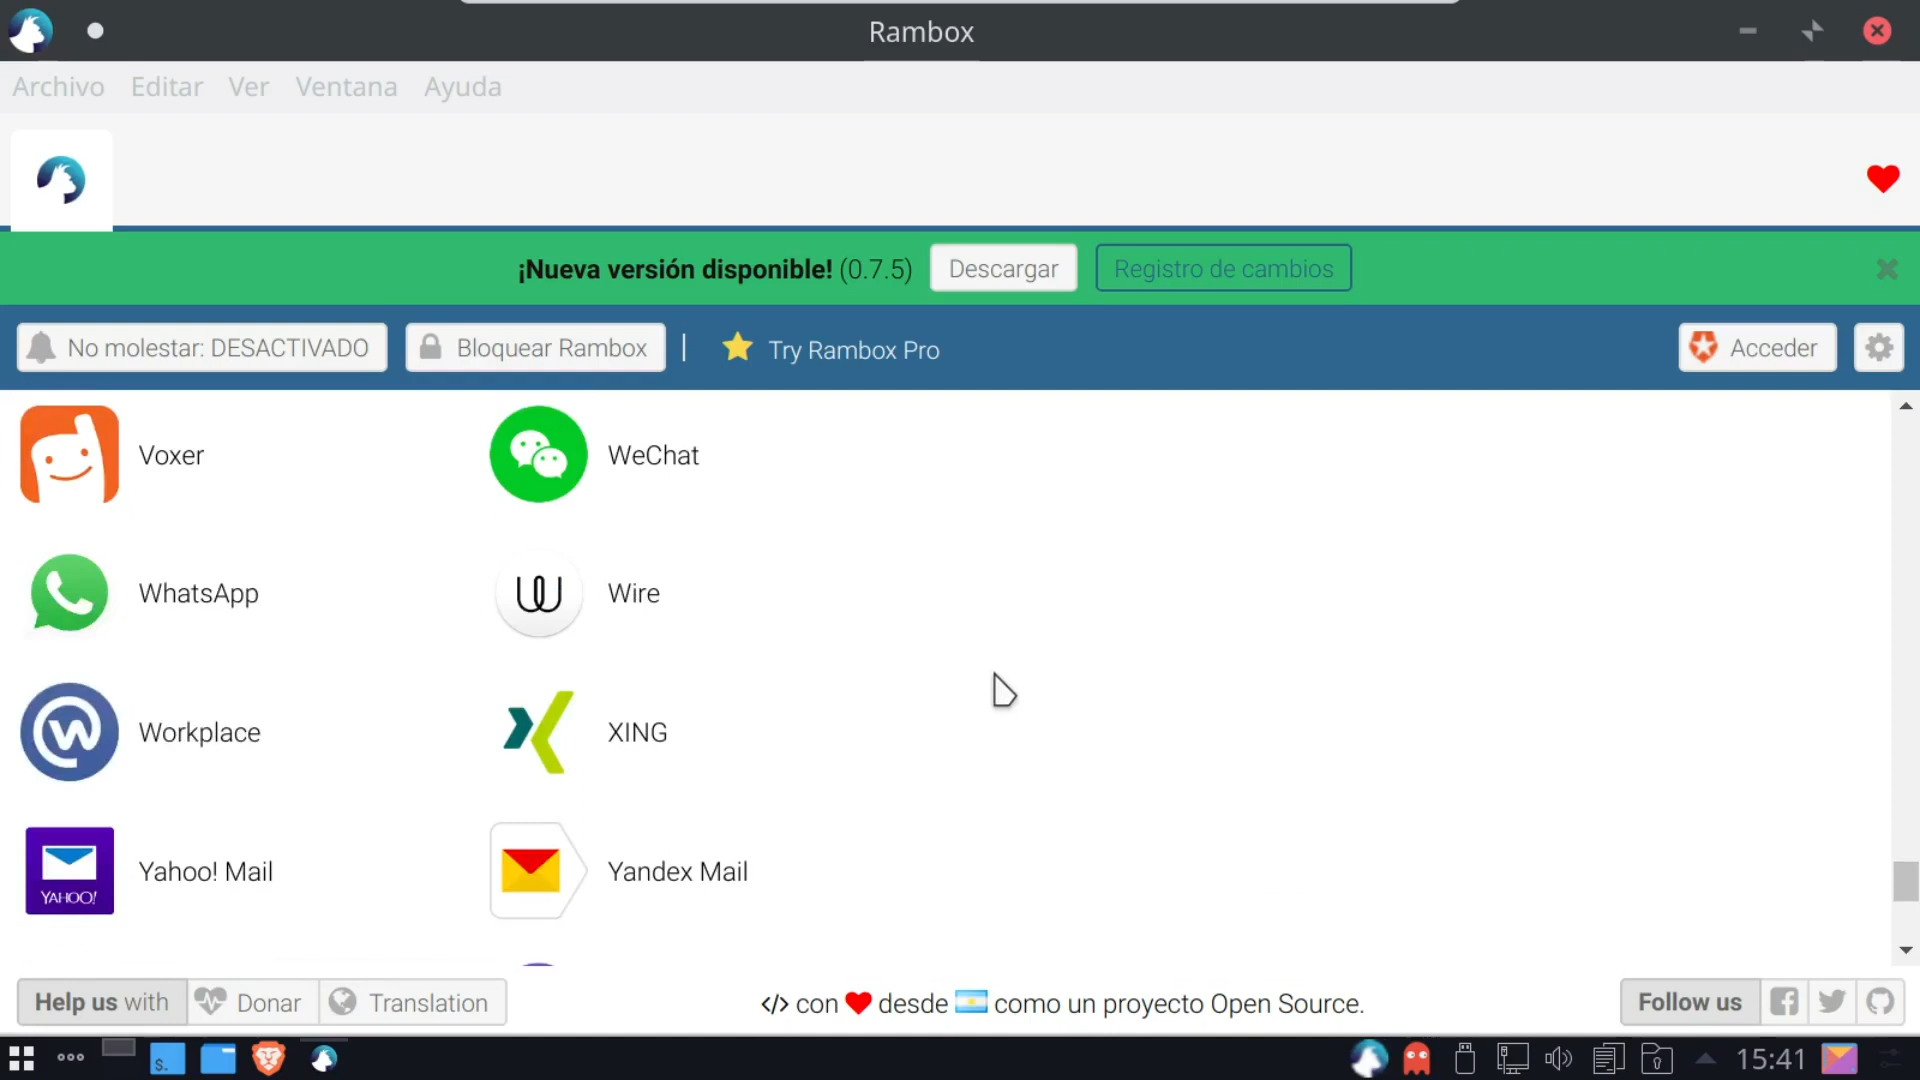 Rambox
Archivo Editar Ver Ventana Ayuda
¡Nueva versión disponible! (0.7.5) Descargar Registro de cambios
No molestar: DESACTIVADO Bloquear Rambox | Try Rambox Pro Acceder
Voxer WeChat
WhatsApp Wire
Workplace XING
Yahoo! Mail Yandex Mail
YAHOO!
Help us with Donar Translation </> con desde como un proyecto Open Source. Follow us
$_ 15:41